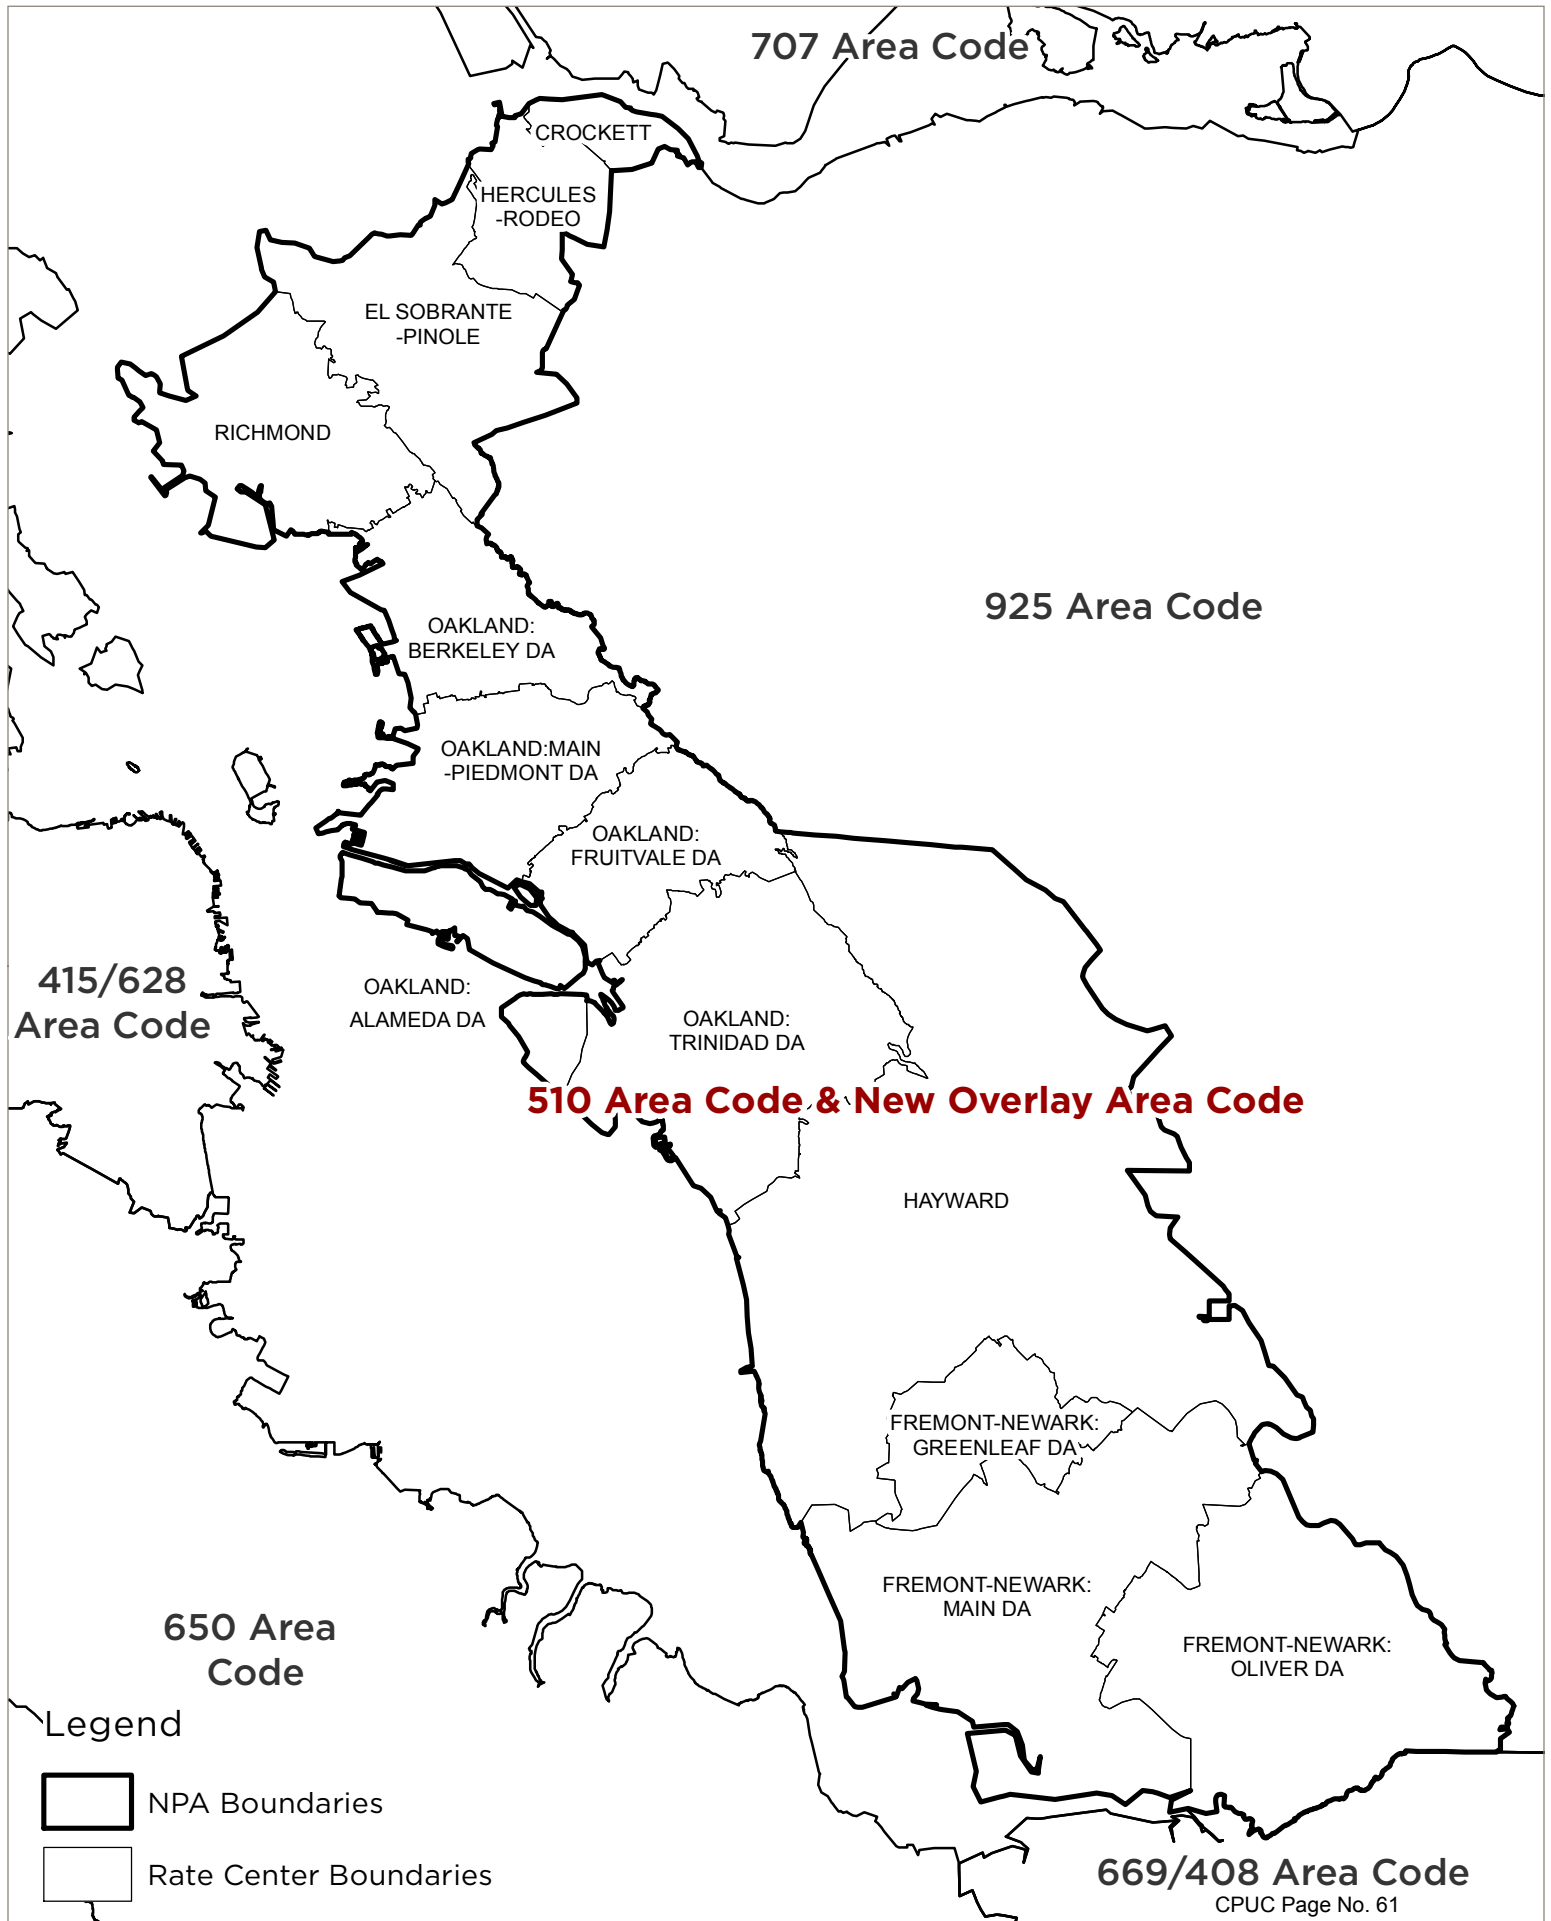 707 Area Code
CROCKETT
HERCULES
-RODEO
EL SOBRANTE
-PINOLE
RICHMOND
925 Area Code
OAKLAND:
BERKELEY DA
OAKLAND:MAIN
-PIEDMONT DA
OAKLAND:
FRUITVALE DA
415/628
Area Code
OAKLAND:
ALAMEDA DA
OAKLAND:
TRINIDAD DA
510 Area Code & New Overlay Area Code
HAYWARD
FREMONT-NEWARK:
GREENLEAF DA
FREMONT-NEWARK:
MAIN DA
650 Area
Code
FREMONT-NEWARK:
OLIVER DA
Legend
NPA Boundaries
Rate Center Boundaries
669/408 Area Code
CPUC Page No. 61